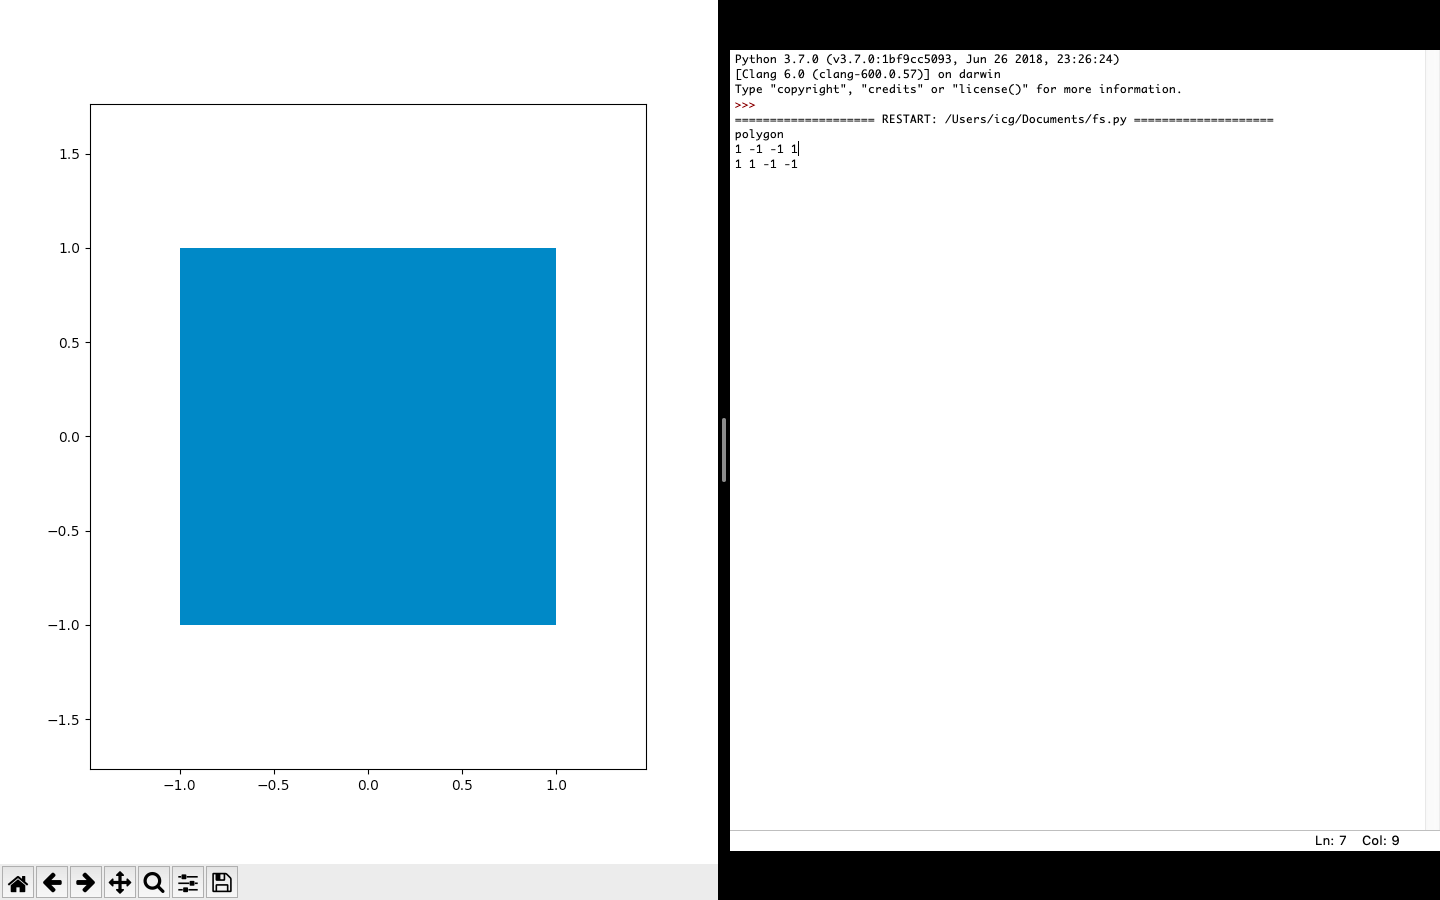 1.5
1.0
0.5
0.0
−0.5
−1.0
−1.5
−1.0 −0.5 0.0 0.5 1.0
Python 3.7.0 (v3.7.0:1bf9cc5093, Jun 26 2018, 23:26:24)
[Clang 6.0 (clang-600.0.57)] on darwin
Type "copyright", "credits" or "license()" for more information.
>>>
==================== RESTART: /Users/icg/Documents/fs.py ====================
polygon
1 -1 -1 1
1 1 -1 -1
Ln: 7 Col: 9